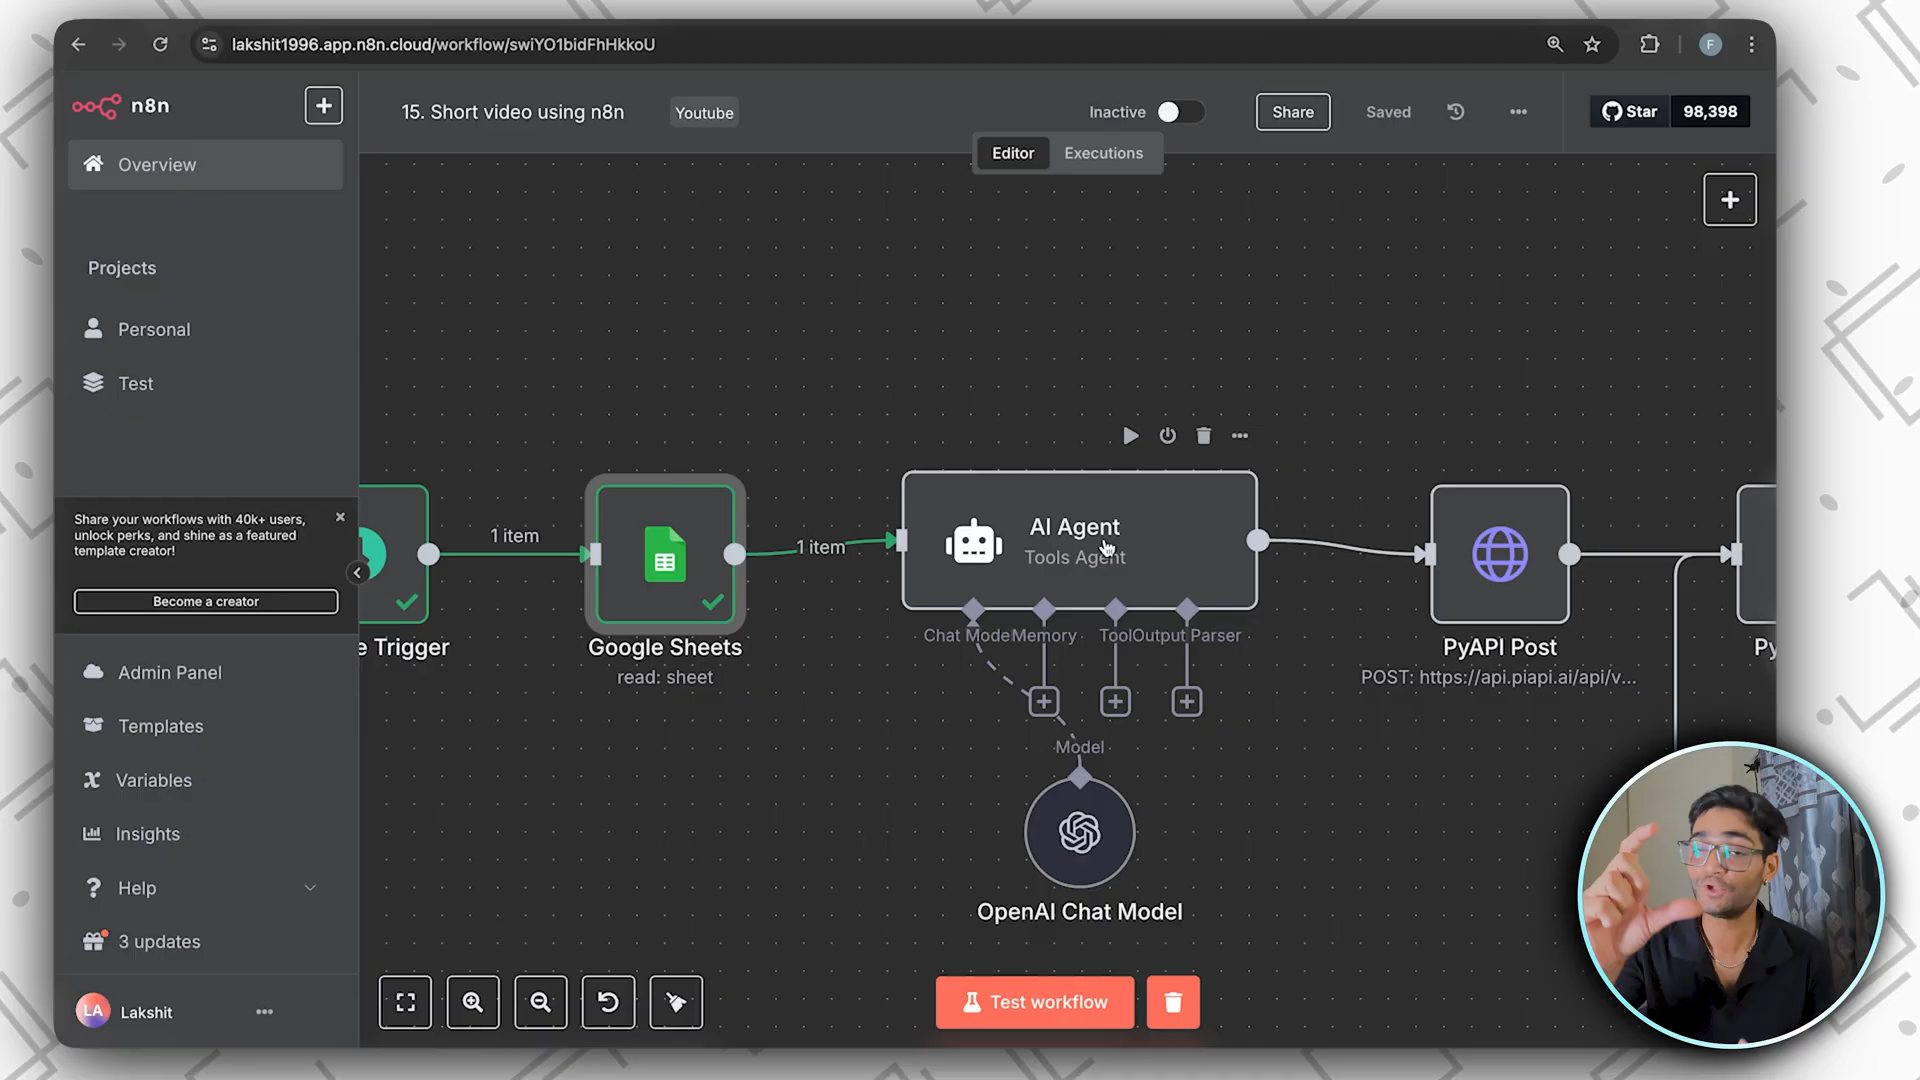 lakshit1996.app.n8n.cloud/workflow/swiYO1bidFhHkkoU
F
n8n
15. Short video using n8n
Youtube
Inactive
Share
Saved
Star
98,398
Editor
Executions
Overview
Projects
Personal
Test
Share your workflows with 40k+ users,
unlock perks, and shine as a featured
template creator!
Become a creator
Admin Panel
Templates
Variables
Insights
Help
3 updates
LA
Lakshit
1 item
1 item
AI Agent
Tools Agent
e Trigger
Google Sheets
read: sheet
Chat Mode
Memory
Tool
Output Parser
Model
OpenAI Chat Model
PyAPI Post
POST: https://api.piapi.ai/api/v...
Py
Test workflow